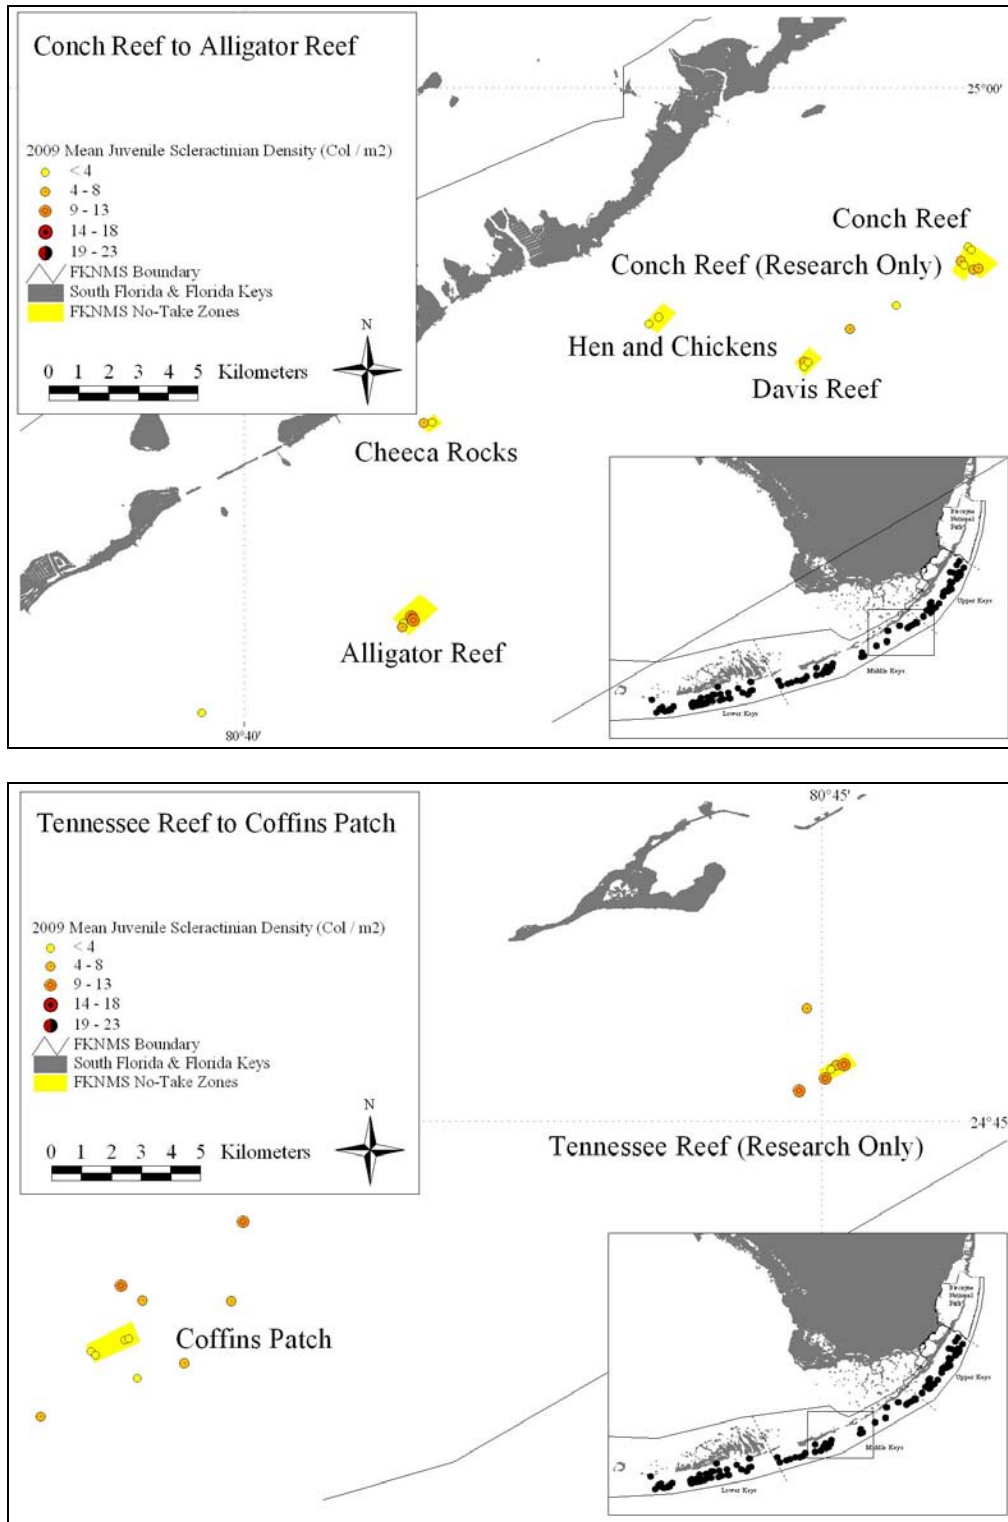 Conch Reef to Alligator Reef
2009 Mean Juvenile Scleractinian Density (Col / m2)
< 4
4 - 8
9 - 13
14 - 18
19 - 23
FKNMS Boundary
South Florida & Florida Keys
FKNMS No-Take Zones
N
0 1 2 3 4 5 Kilometers
25°00'
Conch Reef
Conch Reef (Research Only)
Hen and Chickens
Davis Reef
Cheeca Rocks
Alligator Reef
80°40'
Biscayne
National
Park
Upper Keys
Middle Keys
Lower Keys
Tennessee Reef to Coffins Patch
2009 Mean Juvenile Scleractinian Density (Col / m2)
< 4
4 - 8
9 - 13
14 - 18
19 - 23
FKNMS Boundary
South Florida & Florida Keys
FKNMS No-Take Zones
N
0 1 2 3 4 5 Kilometers
80°45'
24°45'
Tennessee Reef (Research Only)
Coffins Patch
Biscayne
National
Park
Upper Keys
Middle Keys
Lower Keys